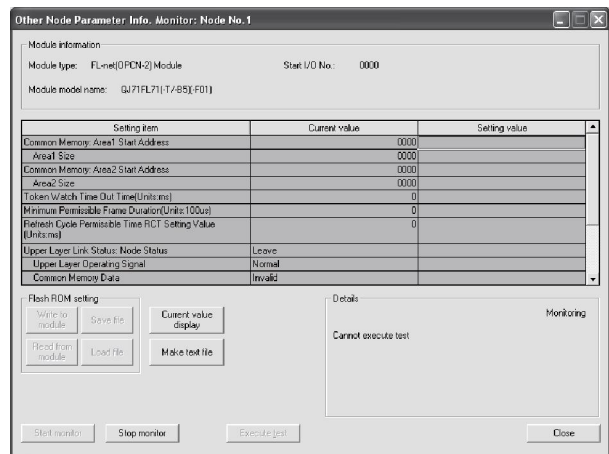 Other Node Parameter Info. Monitor: Node No.1
Module information
Module type: FL-net(OPCN-2) Module Start I/O No.: 0000
Module model name: QJ71FL71(-T/-B5)(-F01)
Setting item Current value Setting value
Common Memory: Area1 Start Address 0000
Area1 Size 0000
Common Memory: Area2 Start Address 0000
Area2 Size 0000
Token Watch Time Out Time(Units:ms) 0
Minimum Permissible Frame Duration(Units:100us) 0
Refresh Cycle Permissible Time RCT Setting Value 0
(Units:ms)
Upper Layer Link Status: Node Status Leave
Upper Layer Operating Signal Normal
Common Memory Data Invalid
Flash ROM setting Details
Write to
module
Save file
Current value
display
Monitoring
Cannot execute test
Read from
module
Load file
Make text file
Start monitor Stop monitor Execute test Close